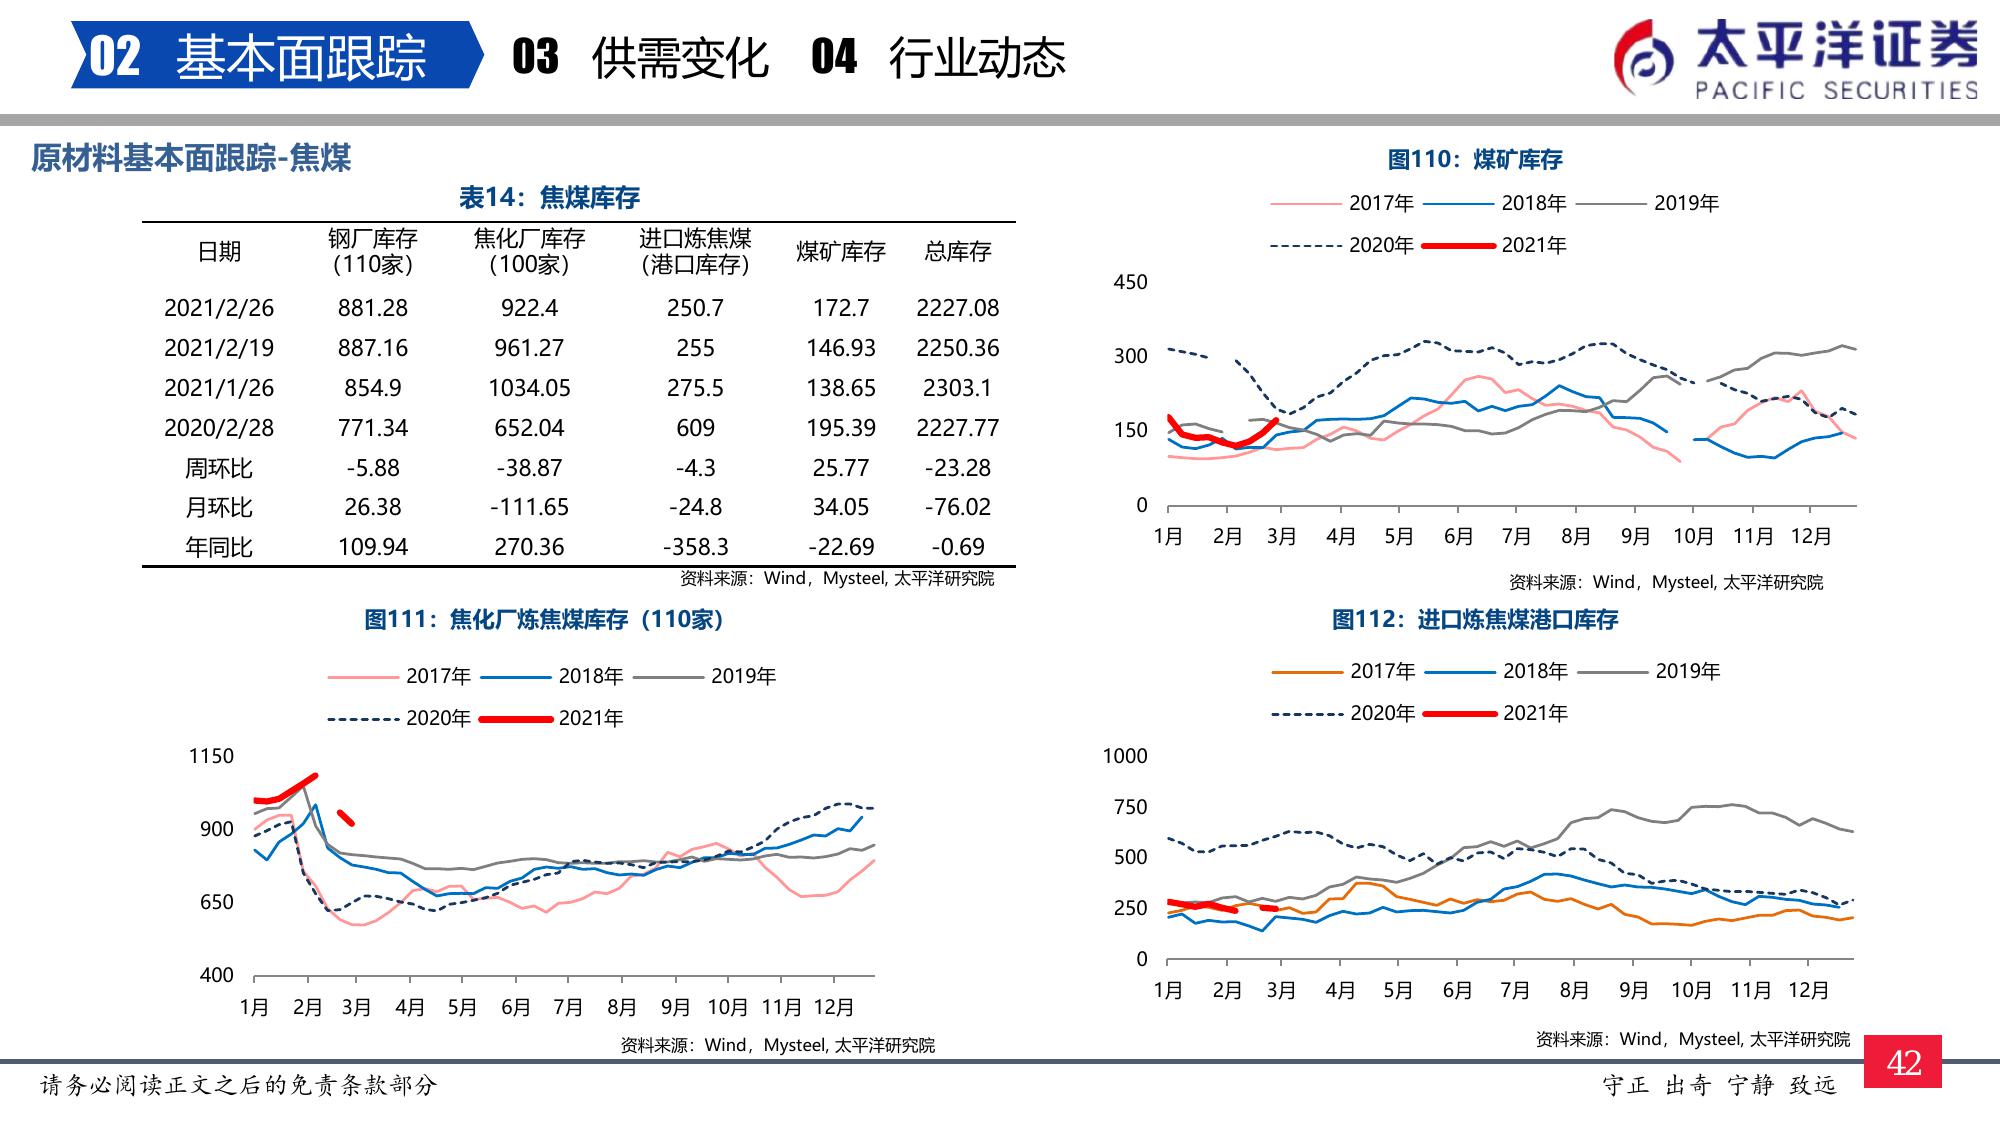 02 基本面跟踪 03 供需变化 04 行业动态
太平洋证券
PACIFIC SECURITIES
原材料基本面跟踪-焦煤
表14：焦煤库存
日期 钢厂库存（110家） 焦化厂库存（100家） 进口炼焦煤（港口库存） 煤矿库存 总库存
2021/2/26 881.28 922.4 250.7 172.7 2227.08
2021/2/19 887.16 961.27 255 146.93 2250.36
2021/1/26 854.9 1034.05 275.5 138.65 2303.1
2020/2/28 771.34 652.04 609 195.39 2227.77
周环比 -5.88 -38.87 -4.3 25.77 -23.28
月环比 26.38 -111.65 -24.8 34.05 -76.02
年同比 109.94 270.36 -358.3 -22.69 -0.69
资料来源：Wind，Mysteel, 太平洋研究院
图110：煤矿库存
2017年 2018年 2019年
2020年 2021年
450
300
150
0
1月 2月 3月 4月 5月 6月 7月 8月 9月 10月 11月 12月
资料来源：Wind，Mysteel, 太平洋研究院
图111：焦化厂炼焦煤库存（110家）
2017年 2018年 2019年
2020年 2021年
1150
900
650
400
1月 2月 3月 4月 5月 6月 7月 8月 9月 10月 11月 12月
资料来源：Wind，Mysteel, 太平洋研究院
图112：进口炼焦煤港口库存
2017年 2018年 2019年
2020年 2021年
1000
750
500
250
0
1月 2月 3月 4月 5月 6月 7月 8月 9月 10月 11月 12月
资料来源：Wind，Mysteel, 太平洋研究院
请务必阅读正文之后的免责条款部分
守正 出奇 宁静 致远
42